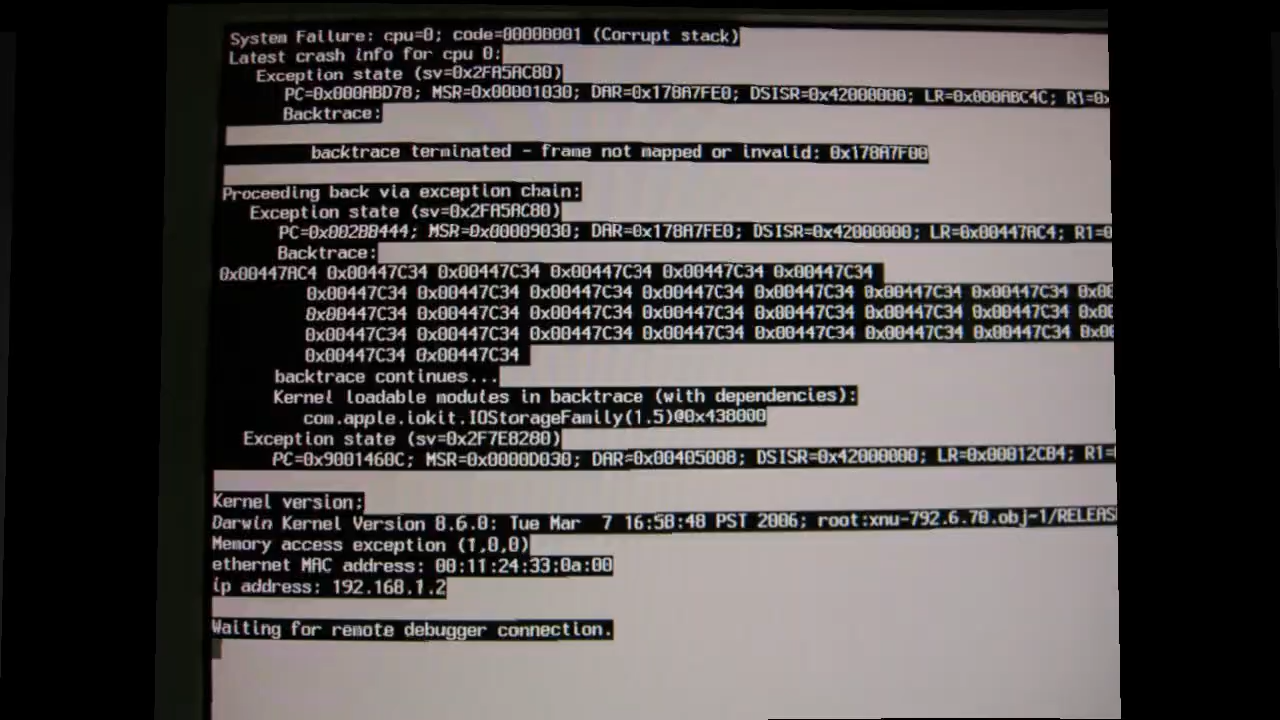 System Failure: cpu=0; code=00000001 (Corrupt stack)
Latest crash info for cpu 0:
Exception state (sv=0x2FA5AC80)
PC=0x000ABD78; MSR=0x00001030; DAR=0x178A7FE0; DSISR=0x42000000; LR=0x000ABC4C; R1=0x
Backtrace:
backtrace terminated - frame not mapped or invalid: 0x178A7F80
Proceeding back via exception chain:
Exception state (sv=0x2FA5AC80)
PC=0x002BB444; MSR=0x00009030; DAR=0x178A7FE0; DSISR=0x42000000; LR=0x00447AC4; R1=0
Backtrace:
0x00447AC4 0x00447C34 0x00447C34 0x00447C34 0x00447C34 0x00447C34
0x00447C34 0x00447C34 0x00447C34 0x00447C34 0x00447C34 0x00447C34 0x00447C34 0x00
0x00447C34 0x00447C34 0x00447C34 0x00447C34 0x00447C34 0x00447C34 0x00447C34 0x00
0x00447C34 0x00447C34 0x00447C34 0x00447C34 0x00447C34 0x00447C34 0x00447C34 0x00
0x00447C34 0x00447C34
backtrace continues...
Kernel loadable modules in backtrace (with dependencies):
com.apple.iokit.IOStorageFamily(1.5)@0x438000
Exception state (sv=0x2F7E8280)
PC=0x9001460C; MSR=0x0000D030; DAR=0x00405008; DSISR=0x42000000; LR=0x00012CB4; R1=
Kernel version:
Darwin Kernel Version 8.6.0: Tue Mar 7 16:58:48 PST 2006; root:xnu-792.6.70.obj~1/RELEAS
Memory access exception (1,0,0)
ethernet MAC address: 00:11:24:33:0a:00
ip address: 192.168.1.2
Waiting for remote debugger connection.